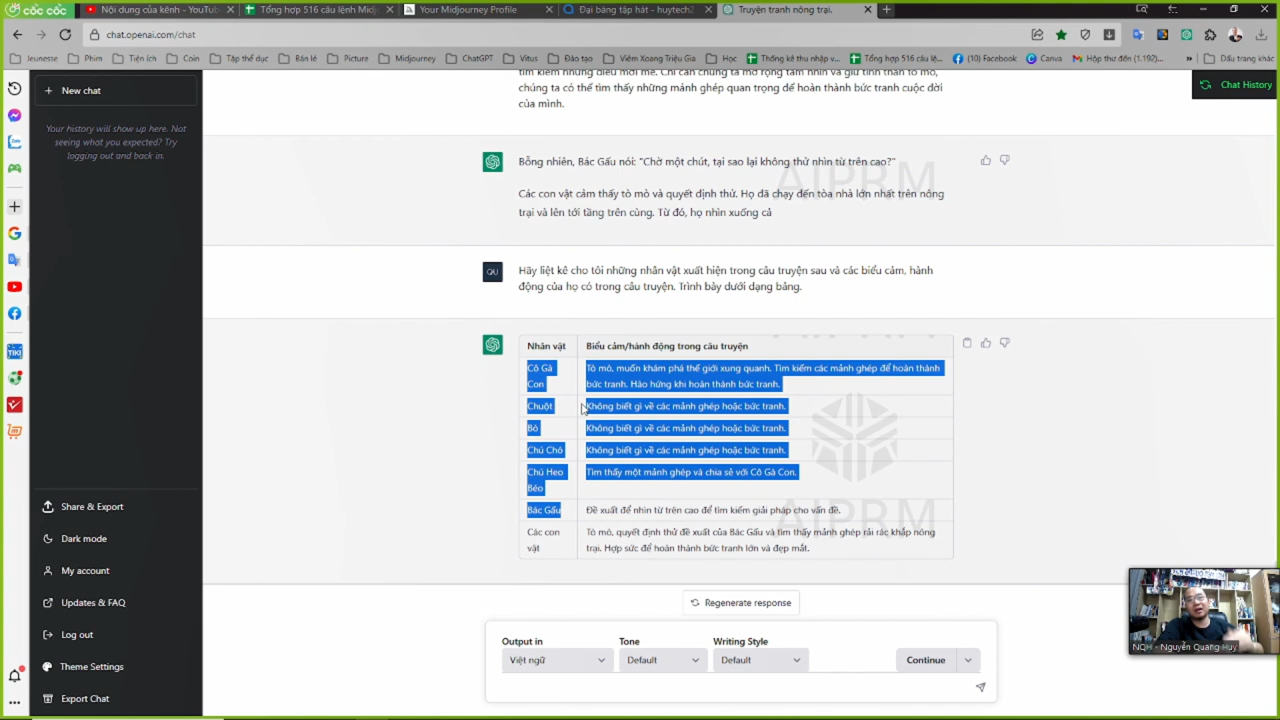 cốc cốc
Nội dung của kênh - YouTub
Tổng hợp 516 câu lệnh Midj
Your Midjourney Profile
Đại bàng tập hát - huytech2
Truyện tranh nông trại.
chat.openai.com/chat
Jeunesse
Phim
Tiện ích
Coin
Tập thể dục
Bán lẻ
Picture
Midjourney
ChatGPT
Vitus
Đào tạo
Viêm Xoang Triệu Gia
Học
Thống kê thu nhập v...
Tổng hợp 516 câu lệ...
(10) Facebook
Canva
Hộp thư đến (1.192)...
»
Dấu trang khác
New chat
Your history will show up here. Not
seeing what you expected? Try
logging out and back in.
Chat History
tìm kiếm những điều mới mẻ. Chỉ cần chúng ta mở rộng tầm nhìn và giữ tinh thần tò mò,
chúng ta có thể tìm thấy những mảnh ghép quan trọng để hoàn thành bức tranh cuộc đời
của mình.
Bỗng nhiên, Bác Gấu nói: "Chờ một chút, tại sao lại không thử nhìn từ trên cao?"
AIPRM
Các con vật cảm thấy tò mò và quyết định thử. Họ đã chạy đến tòa nhà lớn nhất trên nông
trại và lên tới tầng trên cùng. Từ đó, họ nhìn xuống cả
QU
Hãy liệt kê cho tôi những nhân vật xuất hiện trong câu truyện sau và các biểu cảm, hành
động của họ có trong câu truyện. Trình bày dưới dạng bảng.
Nhân vật Biểu cảm/hành động trong câu truyện
Cô Gà Tò mò, muốn khám phá thế giới xung quanh. Tìm kiếm các mảnh ghép để hoàn thành
Con bức tranh. Hào hứng khi hoàn thành bức tranh.
Chuột Không biết gì về các mảnh ghép hoặc bức tranh.
Bò Không biết gì về các mảnh ghép hoặc bức tranh.
Chú Chó Không biết gì về các mảnh ghép hoặc bức tranh.
Chú Heo Tìm thấy một mảnh ghép và chia sẻ với Cô Gà Con.
Béo
Bác Gấu Đề xuất để nhìn từ trên cao để tìm kiếm giải pháp cho vấn đề.
AIPRM
Các con Tò mò, quyết định thử đề xuất của Bác Gấu và tìm thấy mảnh ghép rải rác khắp nông
vật trại. Hợp sức để hoàn thành bức tranh lớn và đẹp mắt.
TIKI
Share & Export
Dark mode
My account
Updates & FAQ
Log out
Theme Settings
Export Chat
Regenerate response
Output in Tone Writing Style
Việt ngữ Default Default Continue
NQH - Nguyễn Quang Huy